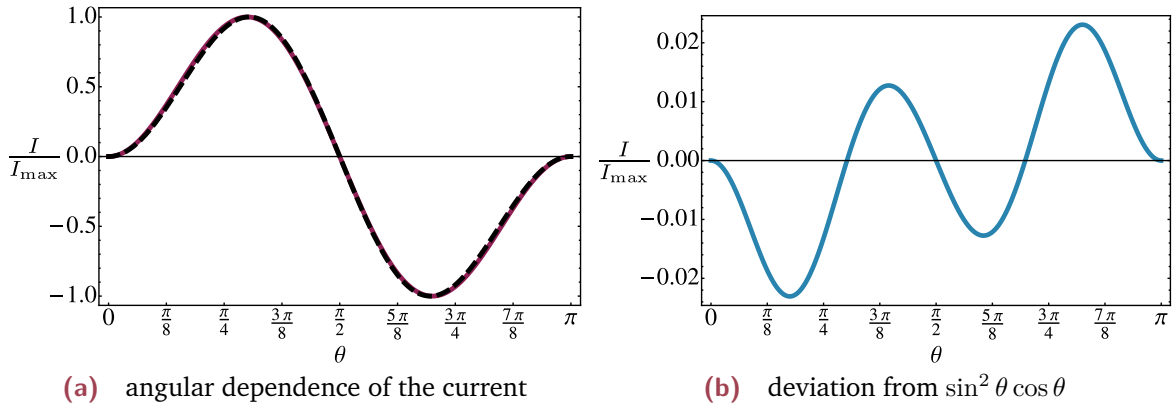 1.0
0.5
0.0
−0.5
−1.0
I
I_max
0
π/8
π/4
3π/8
π/2
5π/8
3π/4
7π/8
π
θ
(a) angular dependence of the current
0.02
0.01
0.00
−0.01
−0.02
I
I_max
0
π/8
π/4
3π/8
π/2
5π/8
3π/4
7π/8
π
θ
(b) deviation from sin² θ cos θ